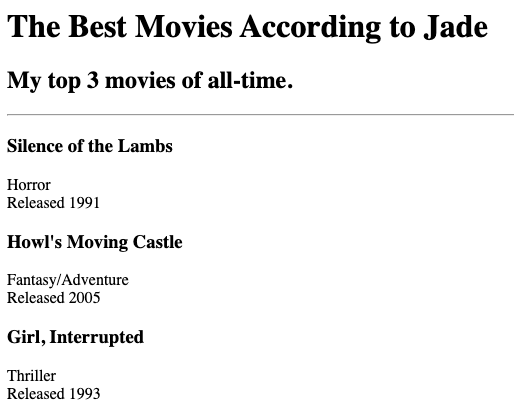 The Best Movies According to Jade
My top 3 movies of all-time.
Silence of the Lambs
Horror
Released 1991
Howl's Moving Castle
Fantasy/Adventure
Released 2005
Girl, Interrupted
Thriller
Released 1993